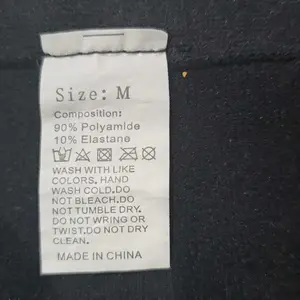 Size: M
Composition:
90% Polyamide
10% Elastane
WASH WITH LIKE
COLORS. HAND
WASH COLD.DO
NOT BLEACH.DO
NOT TUMBLE DRY.
DO NOT WRING OR
TWIST.DO NOT DRY
CLEAN.
MADE IN CHINA